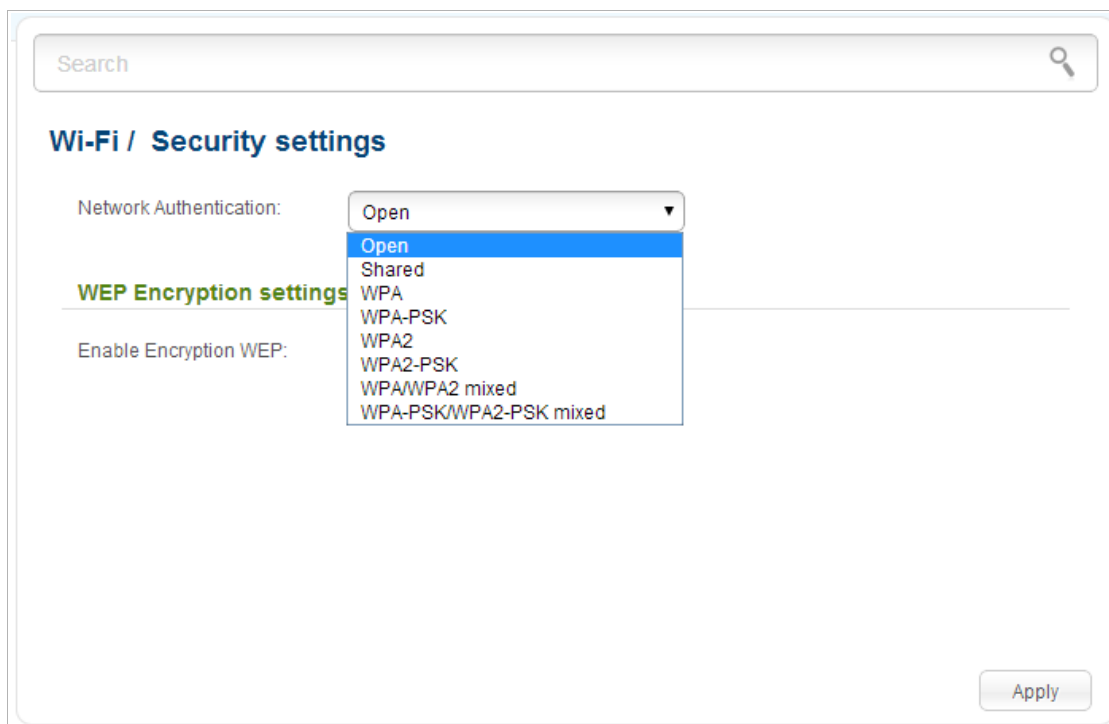 Search
Wi-Fi / Security settings
Network Authentication:
Open
Open
Shared
WEP Encryption settings
WPA
WPA-PSK
WPA2
Enable Encryption WEP:
WPA2-PSK
WPA/WPA2 mixed
WPA-PSK/WPA2-PSK mixed
Apply